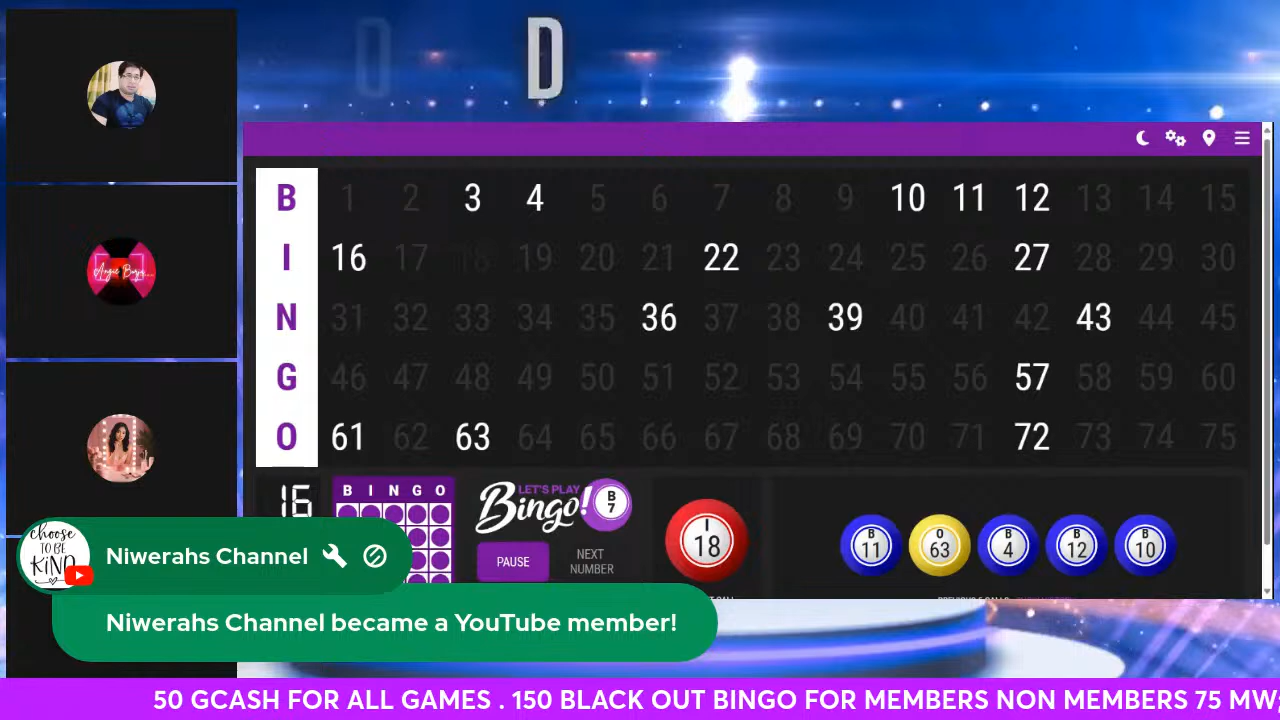 O D
B 1 2 3 4 5 6 7 8 9 10 11 12 13 14 15
I 16 17 18 19 20 21 22 23 24 25 26 27 28 29 30
N 31 32 33 34 35 36 37 38 39 40 41 42 43 44 45
G 46 47 48 49 50 51 52 53 54 55 56 57 58 59 60
O 61 62 63 64 65 66 67 68 69 70 71 72 73 74 75
16
B I N G O
LET'S PLAY
Bingo!
B
7
PAUSE
NEXT
NUMBER
I
18
B
11
O
63
B
4
B
12
B
10
choose
TO BE
KIND
Niwerahs Channel
Niwerahs Channel became a YouTube member!
50 GCASH FOR ALL GAMES . 150 BLACK OUT BINGO FOR MEMBERS NON MEMBERS 75 MW